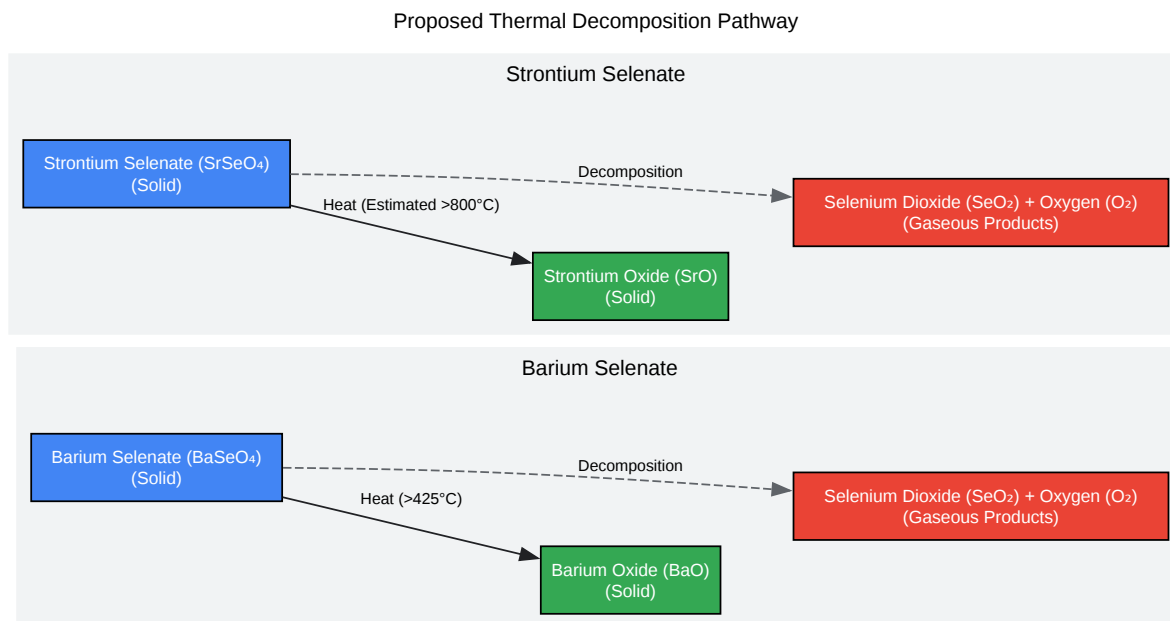 Proposed Thermal Decomposition Pathway
Strontium Selenate
Strontium Selenate (SrSeO₄)
(Solid)
Decomposition
Heat (Estimated >800°C)
Selenium Dioxide (SeO₂) + Oxygen (O₂)
(Gaseous Products)
Strontium Oxide (SrO)
(Solid)
Barium Selenate
Barium Selenate (BaSeO₄)
(Solid)
Decomposition
Heat (>425°C)
Selenium Dioxide (SeO₂) + Oxygen (O₂)
(Gaseous Products)
Barium Oxide (BaO)
(Solid)